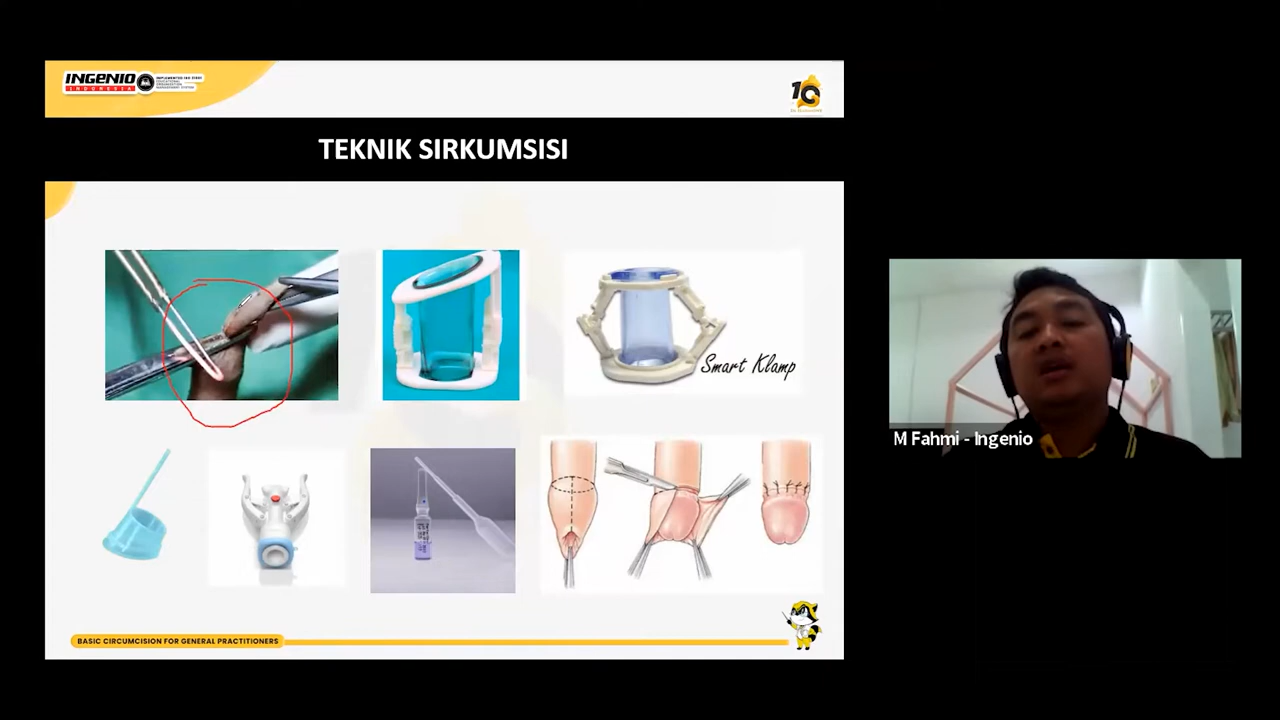 INGENIO
INDONESIA
TEKNIK SIRKUMSISI
Smart Klamp
M Fahmi - Ingenio
BASIC CIRCUMCISION FOR GENERAL PRACTITIONERS